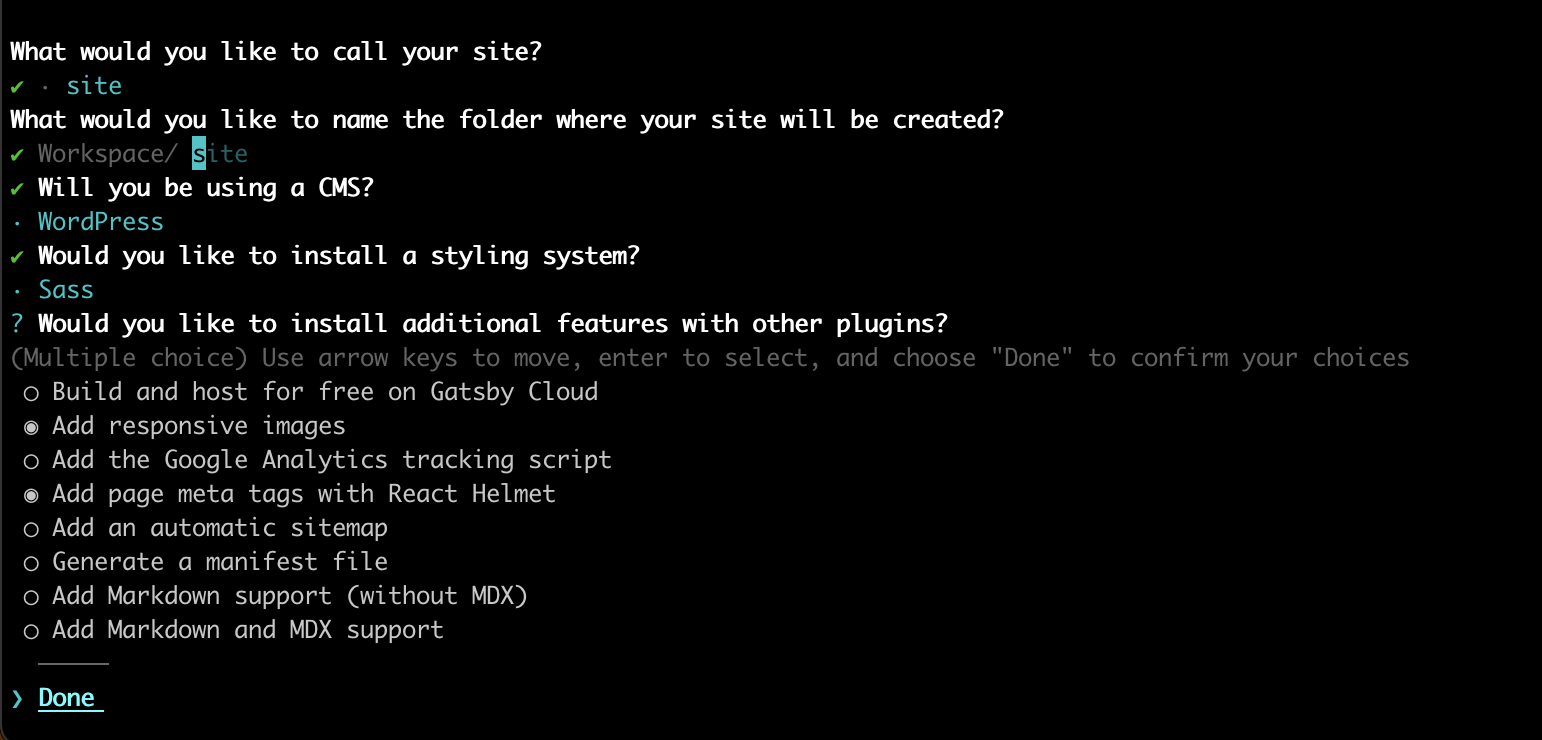 What would you like to call your site?
✔ · site
What would you like to name the folder where your site will be created?
✔ Workspace/ site
✔ Will you be using a CMS?
· WordPress
✔ Would you like to install a styling system?
· Sass
? Would you like to install additional features with other plugins?
(Multiple choice) Use arrow keys to move, enter to select, and choose "Done" to confirm your choices
○ Build and host for free on Gatsby Cloud
◉ Add responsive images
○ Add the Google Analytics tracking script
◉ Add page meta tags with React Helmet
○ Add an automatic sitemap
○ Generate a manifest file
○ Add Markdown support (without MDX)
○ Add Markdown and MDX support
─────
❯ Done